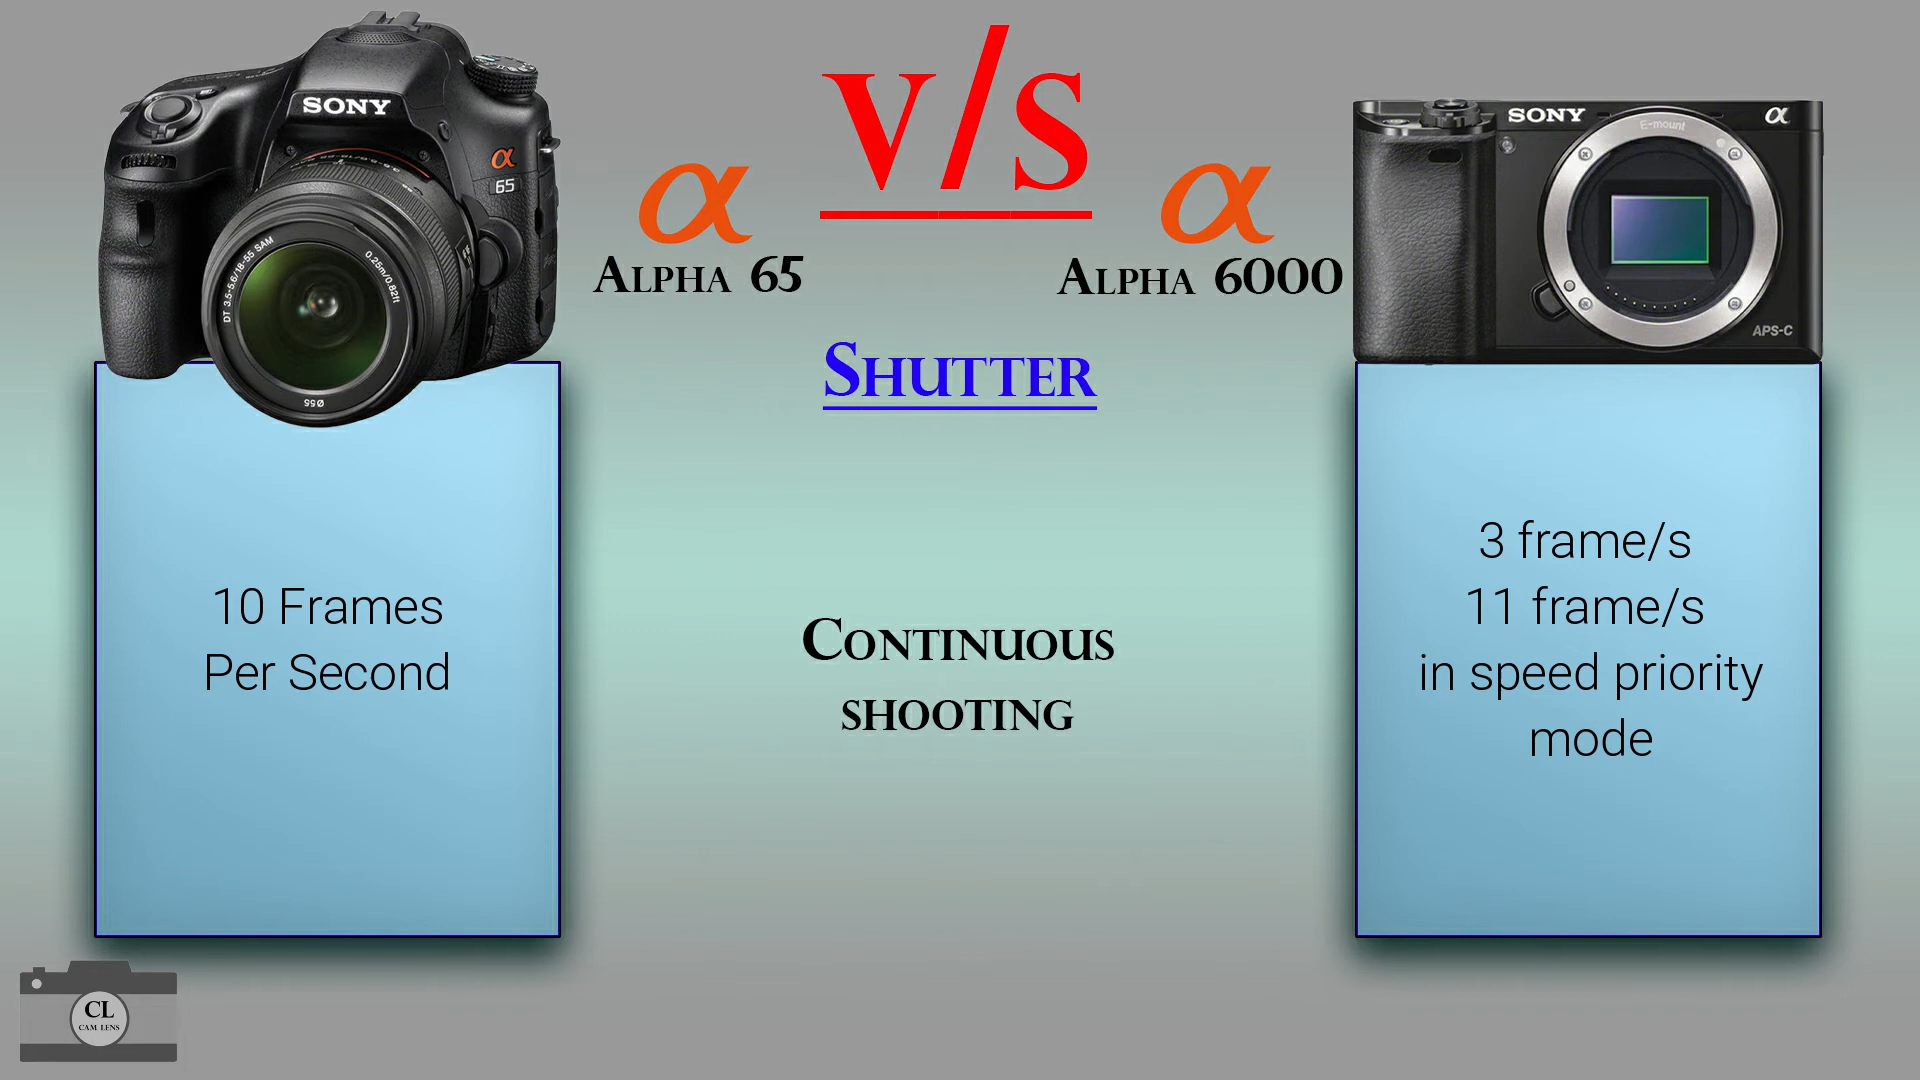 SONY
α
65
DT 3.5-5.6/18-55 SAM
0.25m/0.82ft
Ø55
v/s
α
Alpha 65
α
Alpha 6000
SONY
α
E-mount
APS-C
Shutter
10 Frames
Per Second
Continuous
shooting
3 frame/s
11 frame/s
in speed priority
mode
CL
CAM LENS